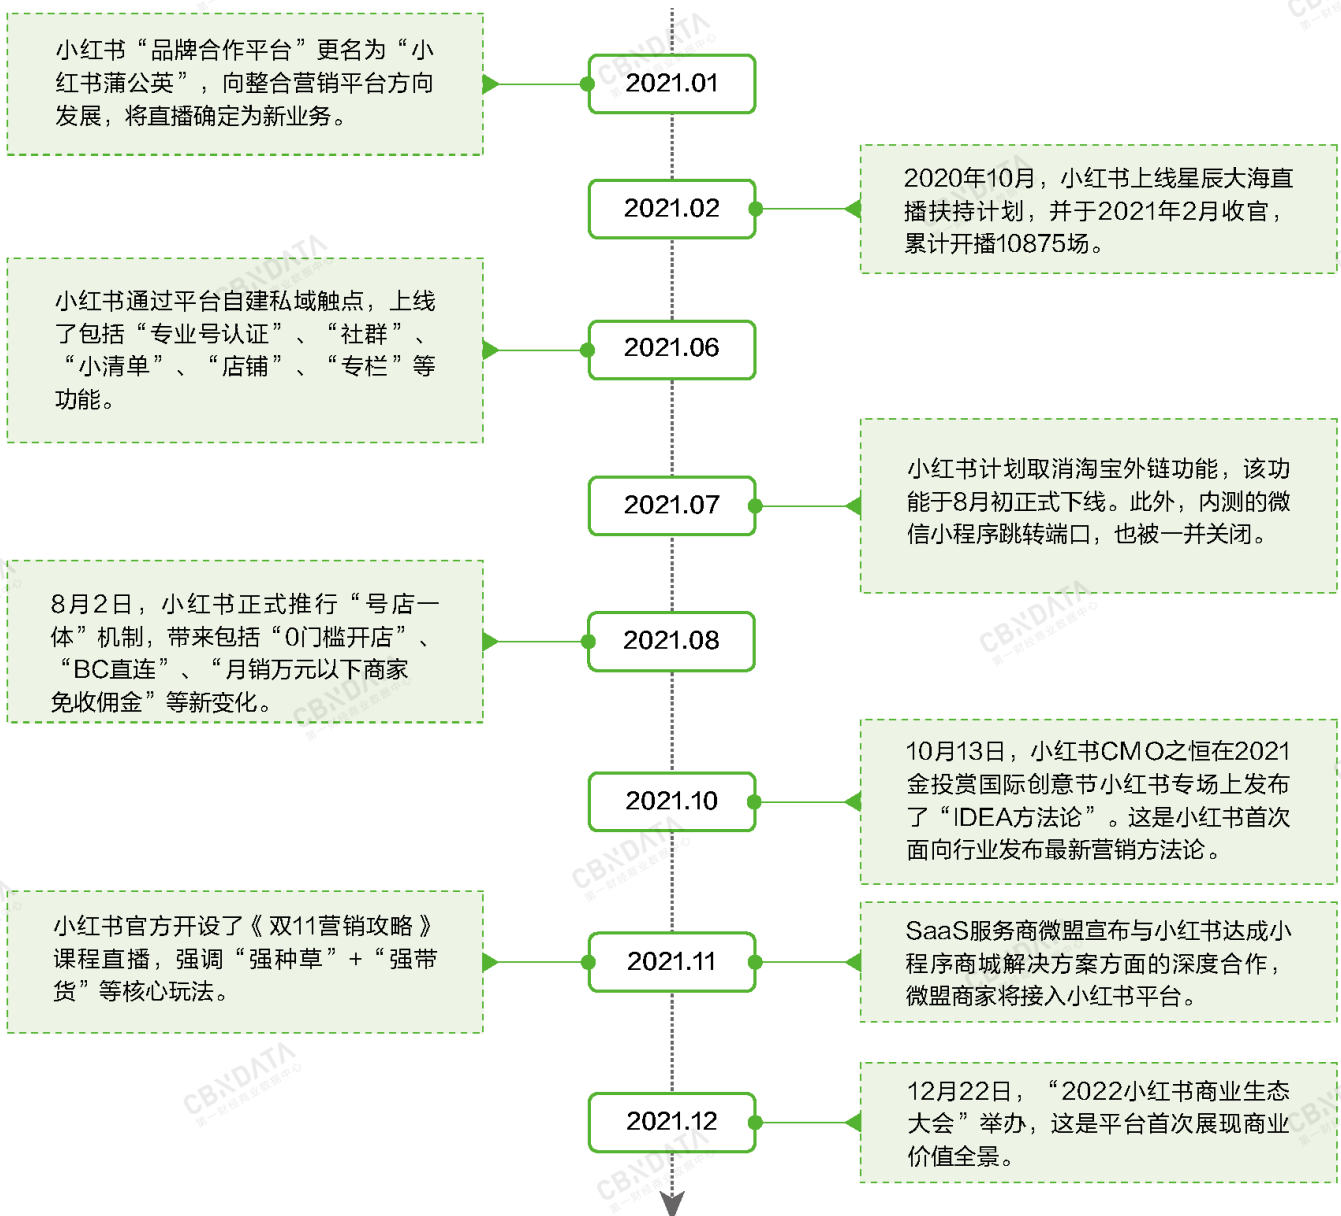 小红书“品牌合作平台”更名为“小
红书蒲公英”，向整合营销平台方向
发展，将直播确定为新业务。
2021.01
2021.02
2020年10月，小红书上线星辰大海直
播扶持计划，并于2021年2月收官，
累计开播10875场。
小红书通过平台自建私域触点，上线
了包括“专业号认证”、“社群”、
“小清单”、“店铺”、“专栏”等
功能。
2021.06
2021.07
小红书计划取消淘宝外链功能，该功
能于8月初正式下线。此外，内测的微
信小程序跳转端口，也被一并关闭。
8月2日，小红书正式推行“号店一
体”机制，带来包括“0门槛开店”、
“BC直连”、“月销万元以下商家
免收佣金”等新变化。
2021.08
2021.10
10月13日，小红书CMO之恒在2021
金投赏国际创意节小红书专场上发布
了“IDEA方法论”。这是小红书首次
面向行业发布最新营销方法论。
小红书官方开设了《双11营销攻略》
课程直播，强调“强种草”+“强带
货”等核心玩法。
2021.11
SaaS服务商微盟宣布与小红书达成小
程序商城解决方案方面的深度合作，
微盟商家将接入小红书平台。
2021.12
12月22日，“2022小红书商业生态
大会”举办，这是平台首次展现商业
价值全景。
CBNDATA
第一财经商业数据中心